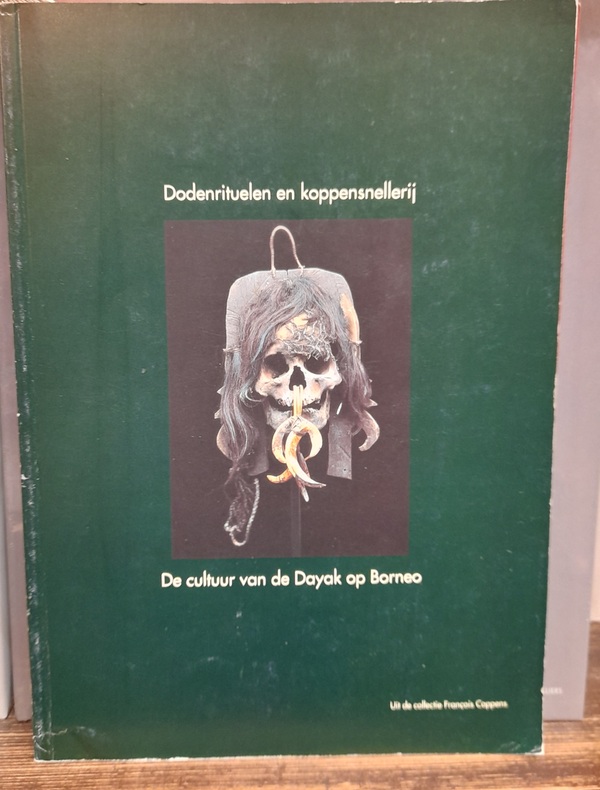 Dodenrituelen en koppensnellerij
De cultuur van de Dayak op Borneo
Uit de collectie François Coppens